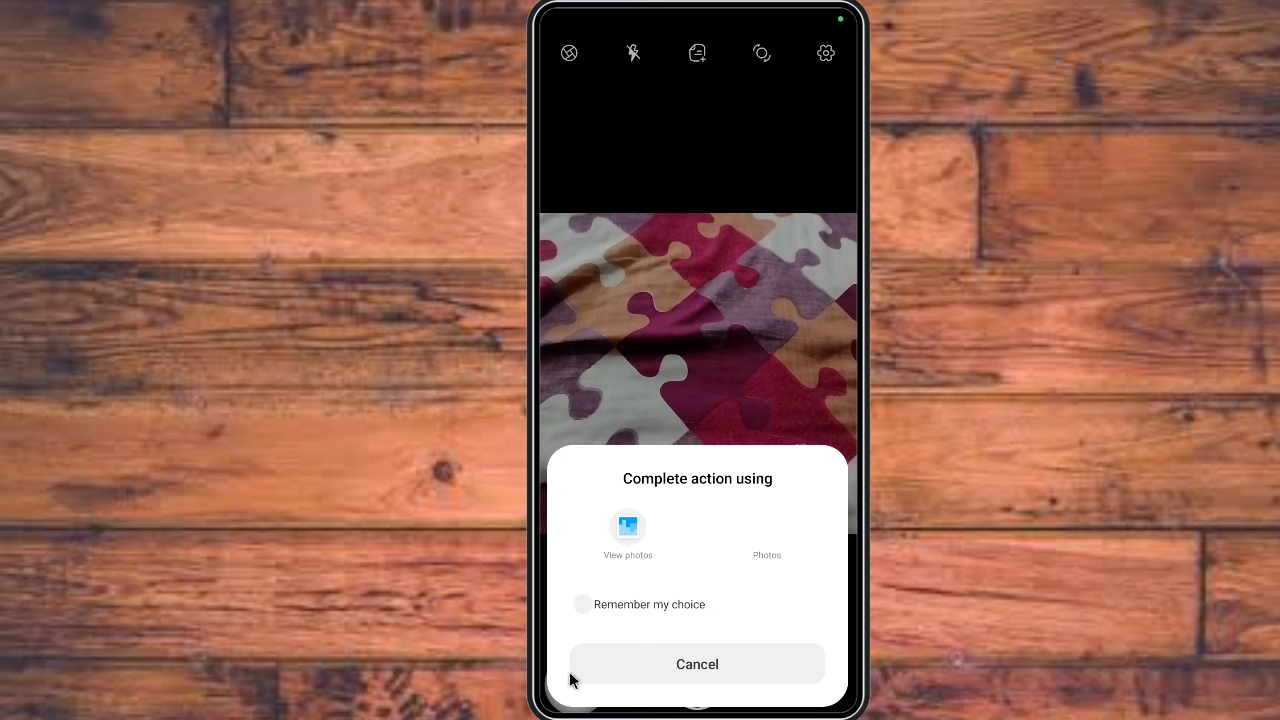 Complete action using
View photos
Photos
Remember my choice
Cancel